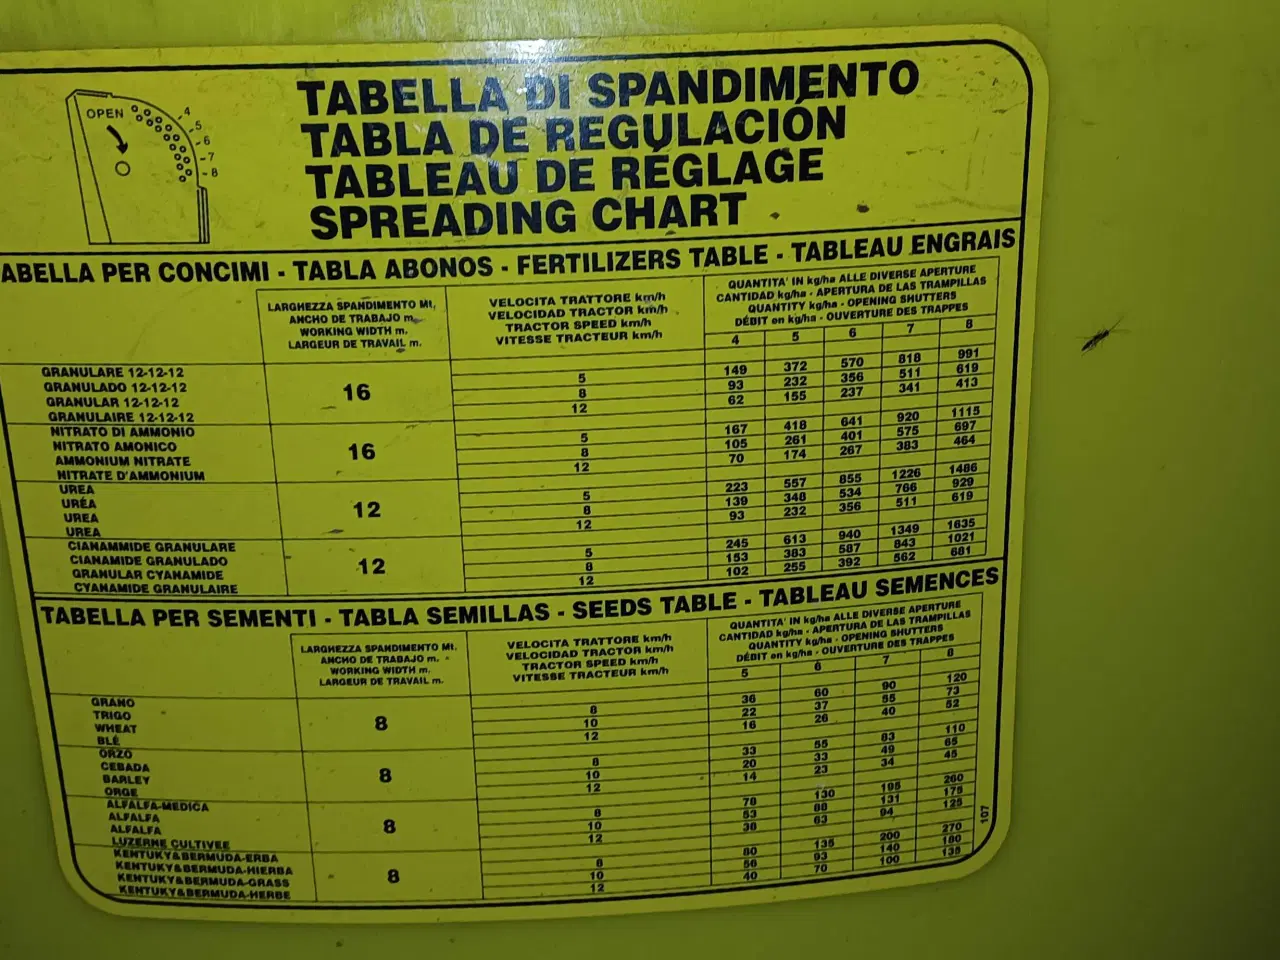 OPEN
4
5
6
7
8
TABELLA DI SPANDIMENTO
TABLA DE REGULACIÓN
TABLEAU DE RÉGLAGE
SPREADING CHART
ABELLA PER CONCIMI - TABLA ABONOS - FERTILIZERS TABLE - TABLEAU ENGRAIS
LARGHEZZA SPANDIMENTO Mt.
ANCHO DE TRABAJO m.
WORKING WIDTH m.
LARGEUR DE TRAVAIL m.
VELOCITA TRATTORE km/h
VELOCIDAD TRACTOR km/h
TRACTOR SPEED km/h
VITESSE TRACTEUR km/h
QUANTITA' IN kg/ha ALLE DIVERSE APERTURE
CANTIDAD kg/ha - APERTURA DE LAS TRAMPILLAS
QUANTITY kg/ha - OPENING SHUTTERS
DÉBIT en kg/ha - OUVERTURE DES TRAPPES
4 5 6 7 8
GRANULARE 12-12-12
GRANULADO 12-12-12
GRANULAR 12-12-12
GRANULAIRE 12-12-12
16
5 149 372 570 818 991
8 93 232 356 511 619
12 62 155 237 341 413
NITRATO DI AMMONIO
NITRATO AMONICO
AMMONIUM NITRATE
NITRATE D'AMMONIUM
16
5 167 418 641 920 1115
8 105 261 401 575 697
12 70 174 267 383 464
UREA
URÉA
UREA
UREA
12
5 223 557 855 1226 1486
8 139 348 534 766 929
12 93 232 356 511 619
CIANAMMIDE GRANULARE
CIANAMIDE GRANULADO
GRANULAR CYANAMIDE
CYANAMIDE GRANULAIRE
12
5 245 613 940 1349 1635
8 153 383 587 843 1021
12 102 255 392 562 681
TABELLA PER SEMENTI - TABLA SEMILLAS - SEEDS TABLE - TABLEAU SEMENCES
LARGHEZZA SPANDIMENTO Mt.
ANCHO DE TRABAJO m.
WORKING WIDTH m.
LARGEUR DE TRAVAIL m.
VELOCITA TRATTORE km/h
VELOCIDAD TRACTOR km/h
TRACTOR SPEED km/h
VITESSE TRACTEUR km/h
QUANTITA' IN kg/ha ALLE DIVERSE APERTURE
CANTIDAD kg/ha - APERTURA DE LAS TRAMPILLAS
QUANTITY kg/ha - OPENING SHUTTERS
DÉBIT en kg/ha - OUVERTURE DES TRAPPES
5 6 7 8
GRANO
TRIGO
WHEAT
BLÉ
8
8 36 60 90 120
10 22 37 55 73
12 16 26 40 52
ORZO
CEBADA
BARLEY
ORGE
8
8 33 55 83 110
10 20 33 49 65
12 14 23 34 45
ALFALFA-MEDICA
ALFALFA
ALFALFA
LUZERNE CULTIVEE
8
8 78 130 195 260
10 53 88 131 175
12 38 63 94 125
KENTUKY&BERMUDA-ERBA
KENTUKY&BERMUDA-HIERBA
KENTUKY&BERMUDA-GRASS
KENTUKY&BERMUDA-HERBE
8
8 80 135 200 270
10 56 93 140 180
12 40 70 100 135
107